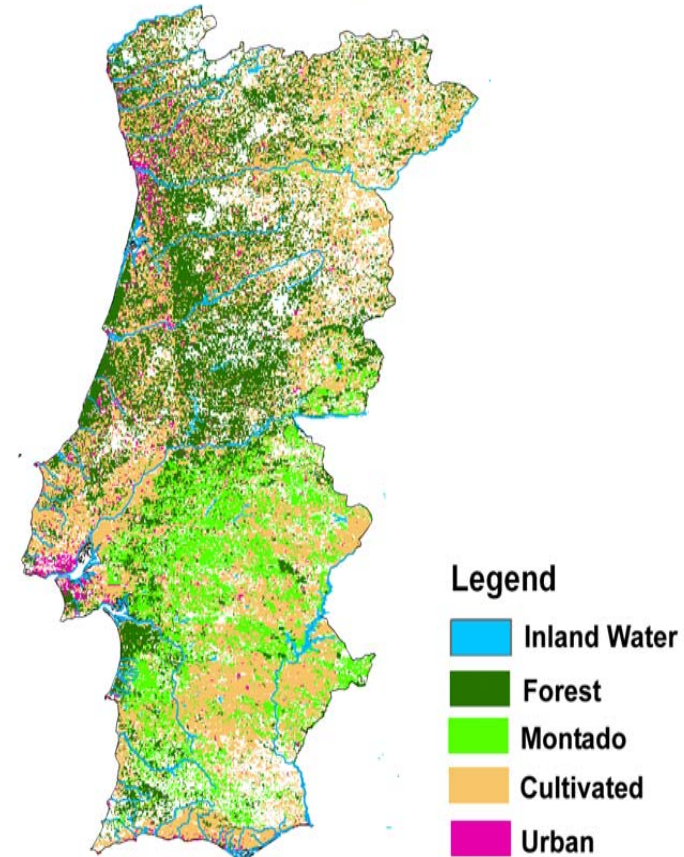 Legend
Inland Water
Forest
Montado
Cultivated
Urban